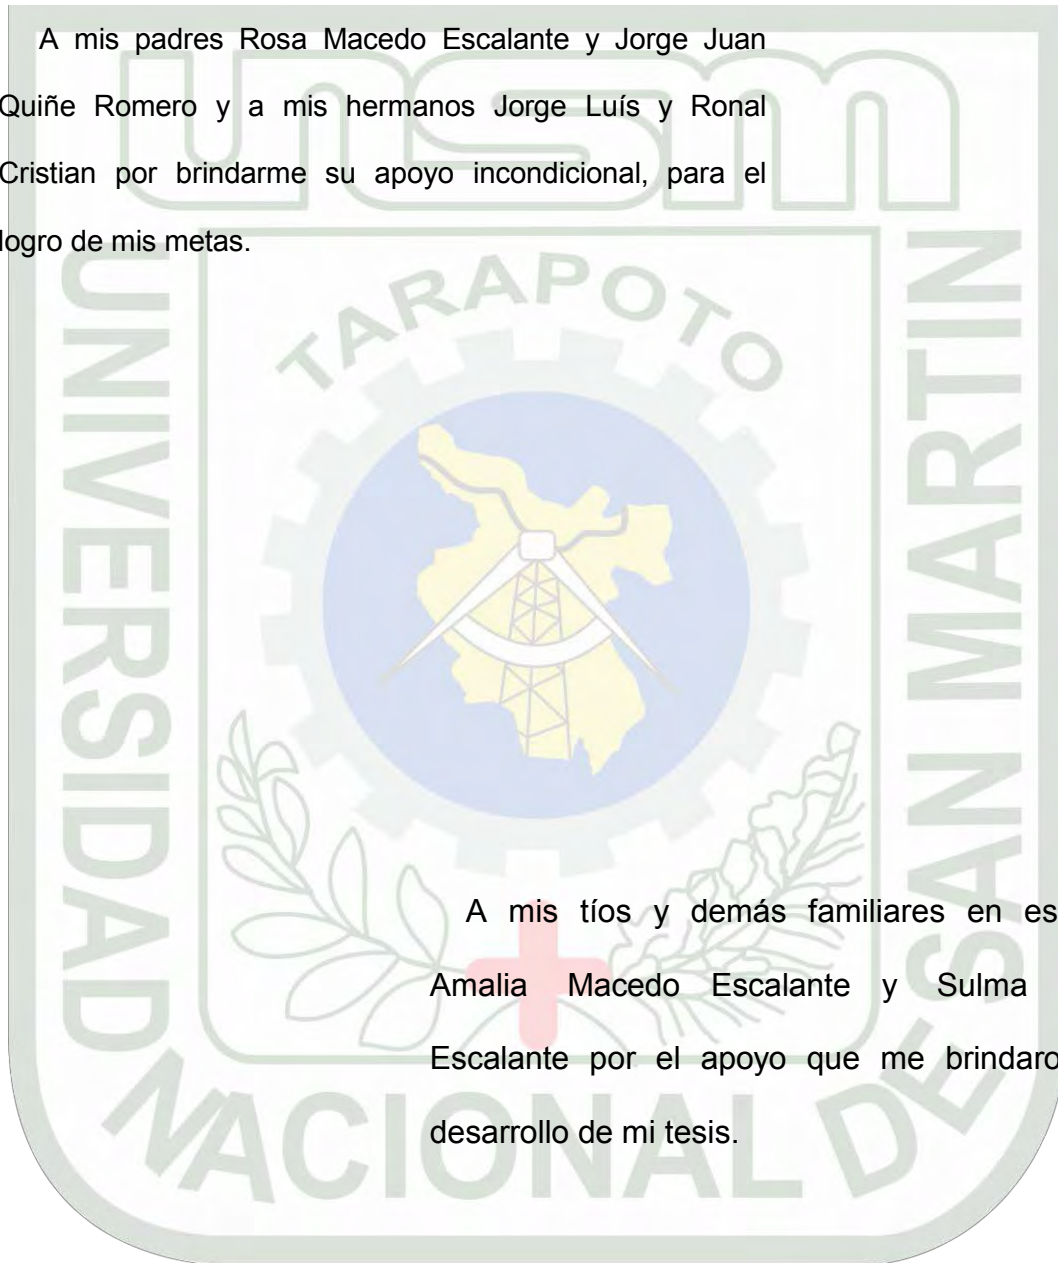 unsm
A mis padres Rosa Macedo Escalante y Jorge Juan
Quiñe Romero y a mis hermanos Jorge Luís y Ronal
Cristian por brindarme su apoyo incondicional, para el
logro de mis metas.
TARAPOTO
UNIVERSIDAD NACIONAL DE SAN MARTIN
A mis tíos y demás familiares en es
Amalia Macedo Escalante y Sulma
Escalante por el apoyo que me brindaro
desarrollo de mi tesis.